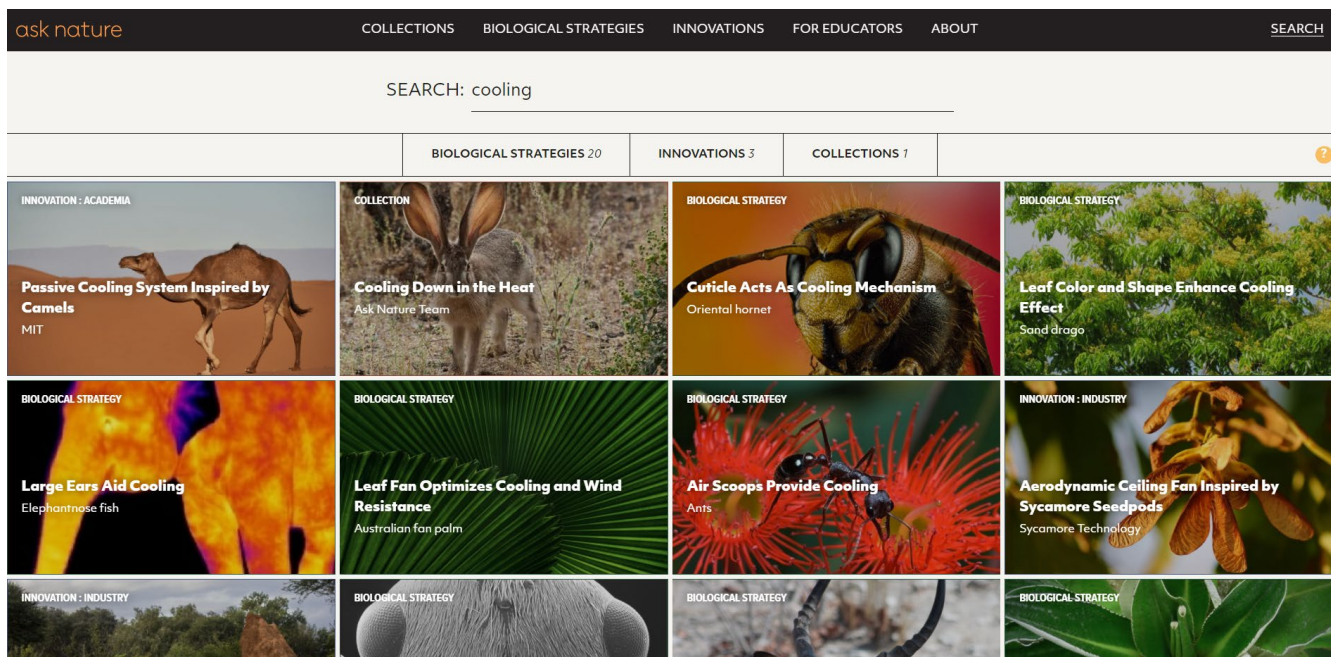 ask nature
COLLECTIONS BIOLOGICAL STRATEGIES INNOVATIONS FOR EDUCATORS ABOUT SEARCH
SEARCH: cooling
BIOLOGICAL STRATEGIES 20 INNOVATIONS 3 COLLECTIONS 1 ?
INNOVATION : ACADEMIA
Passive Cooling System Inspired by
Camels
MIT
COLLECTION
Cooling Down in the Heat
Ask Nature Team
BIOLOGICAL STRATEGY
Cuticle Acts As Cooling Mechanism
Oriental hornet
BIOLOGICAL STRATEGY
Leaf Color and Shape Enhance Cooling
Effect
Sand drago
BIOLOGICAL STRATEGY
Large Ears Aid Cooling
Elephantnose fish
BIOLOGICAL STRATEGY
Leaf Fan Optimizes Cooling and Wind
Resistance
Australian fan palm
BIOLOGICAL STRATEGY
Air Scoops Provide Cooling
Ants
INNOVATION : INDUSTRY
Aerodynamic Ceiling Fan Inspired by
Sycamore Seedpods
Sycamore Technology
INNOVATION : INDUSTRY
BIOLOGICAL STRATEGY
BIOLOGICAL STRATEGY
BIOLOGICAL STRATEGY